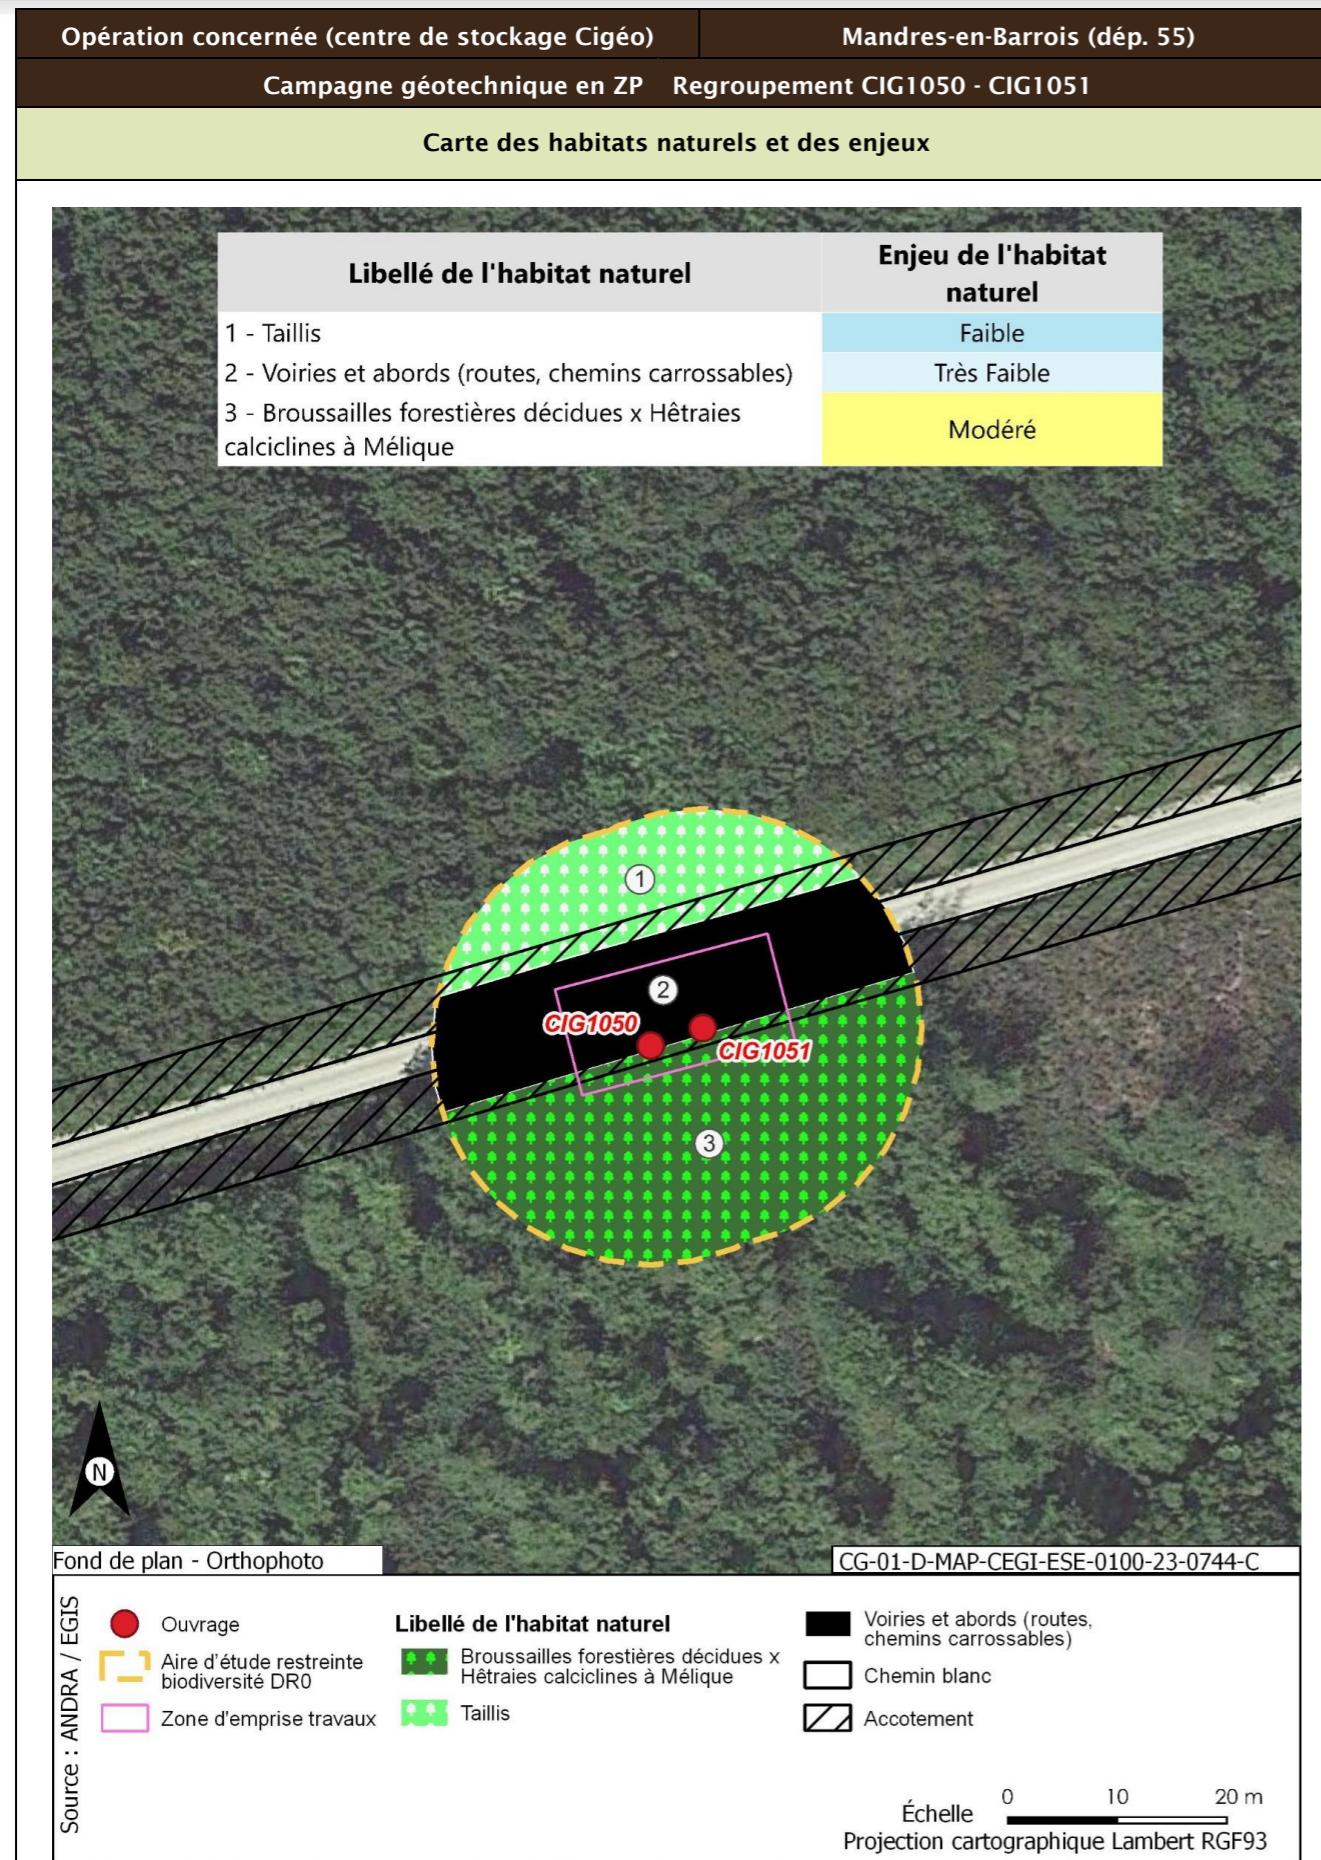 Opération concernée (centre de stockage Cigéo)
Mandres-en-Barrois (dép. 55)
Campagne géotechnique en ZP Regroupement CIG1050 - CIG1051
Carte des habitats naturels et des enjeux
Libellé de l'habitat naturel
Enjeu de l'habitat
naturel
1 - Taillis
Faible
2 - Voiries et abords (routes, chemins carrossables)
Très Faible
3 - Broussailles forestières décidues x Hêtraies
calciclines à Mélique
Modéré
1
2
CIG1050
CIG1051
3
N
Fond de plan - Orthophoto
CG-01-D-MAP-CEGI-ESE-0100-23-0744-C
Source : ANDRA / EGIS
Ouvrage
Aire d'étude restreinte
biodiversité DR0
Zone d'emprise travaux
Libellé de l'habitat naturel
Broussailles forestières décidues x
Hêtraies calciclines à Mélique
Taillis
Voiries et abords (routes,
chemins carrossables)
Chemin blanc
Accotement
Échelle
0 10 20 m
Projection cartographique Lambert RGF93